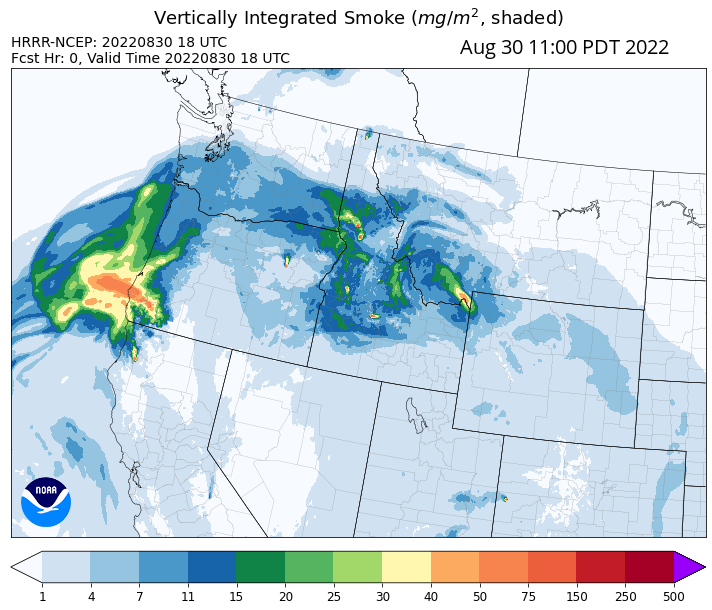 Vertically Integrated Smoke (mg/m², shaded)
HRRR-NCEP: 20220830 18 UTC
Fcst Hr: 0, Valid Time 20220830 18 UTC
Aug 30 11:00 PDT 2022
NOAA
1 4 7 11 15 20 25 30 40 50 75 150 250 500